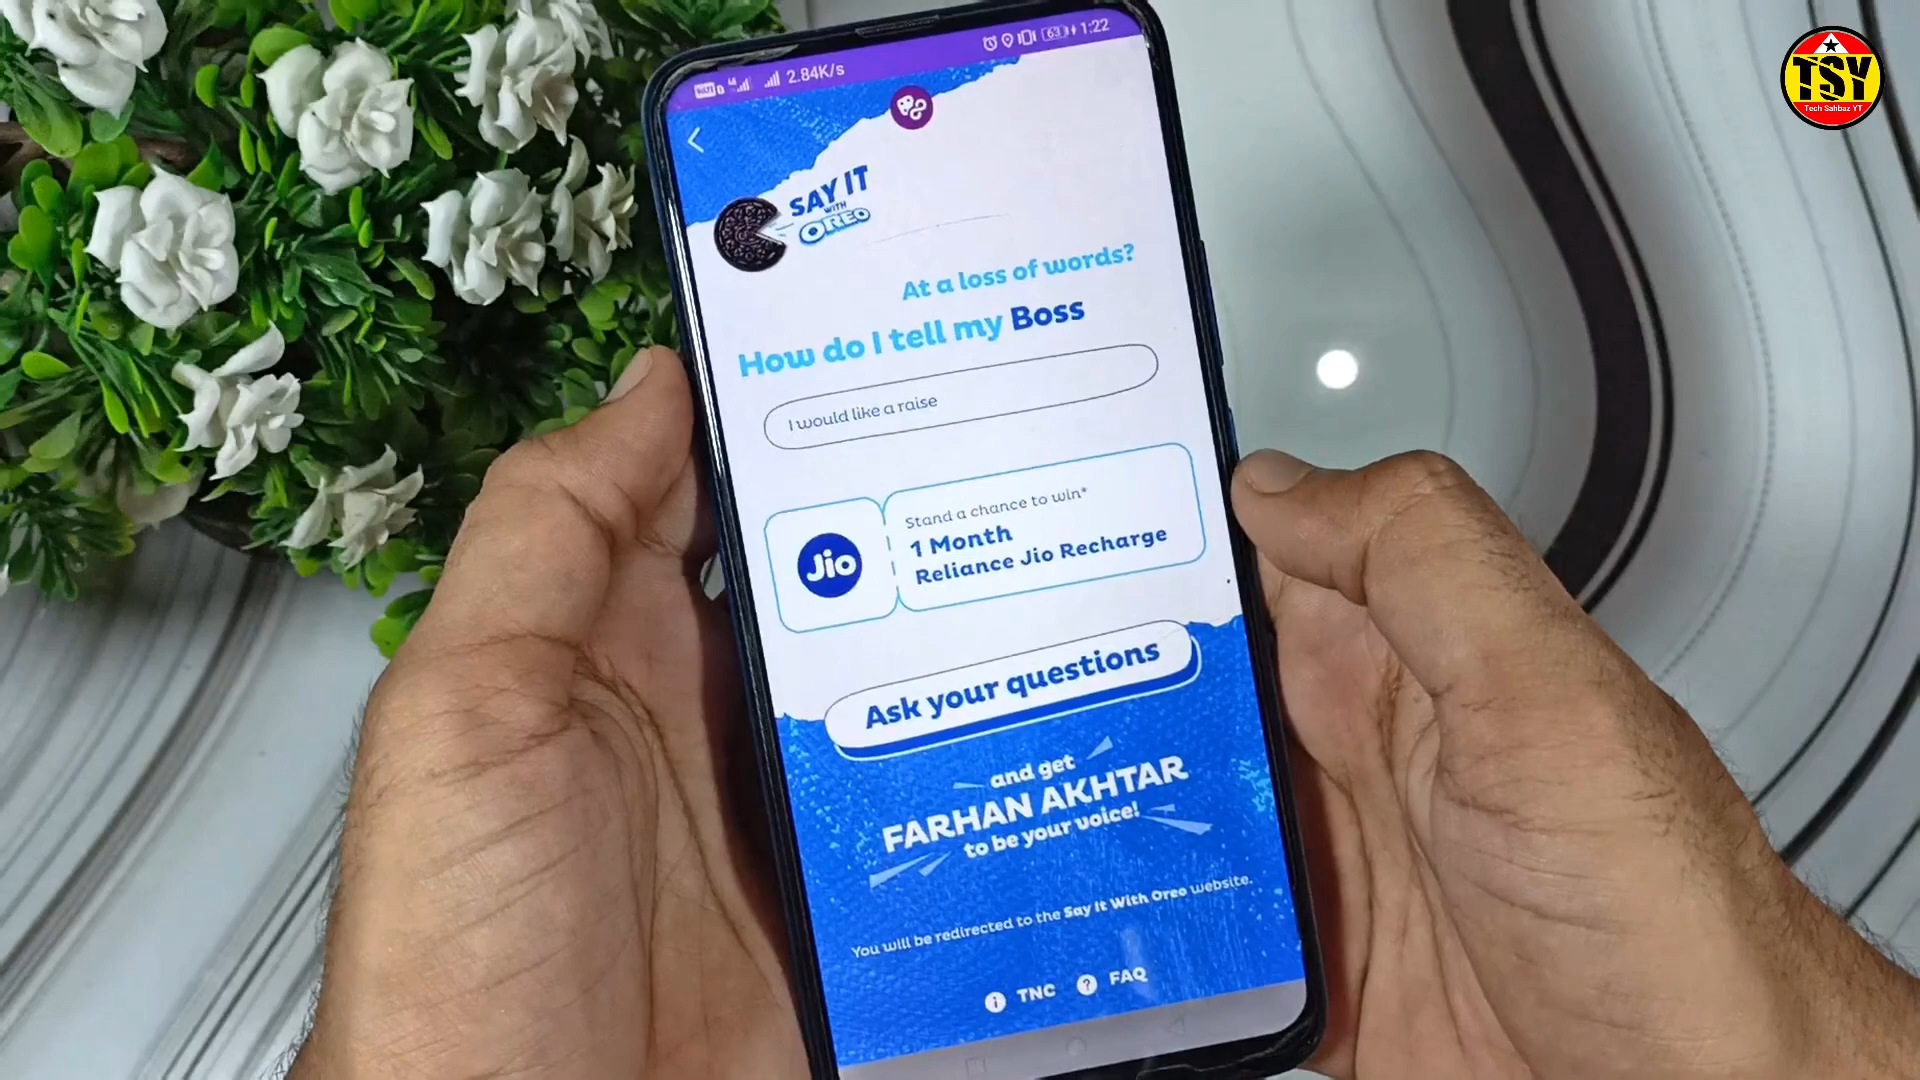 2.84K/s
63
1:22
SAY IT
WITH
OREO
At a loss of words?
How do I tell my Boss
I would like a raise
Jio
Stand a chance to win*
1 Month
Reliance Jio Recharge
Ask your questions
and get
FARHAN AKHTAR
to be your voice!
You will be redirected to the Say It With Oreo website.
i TNC ? FAQ
TSY
Tech Sahbaz YT